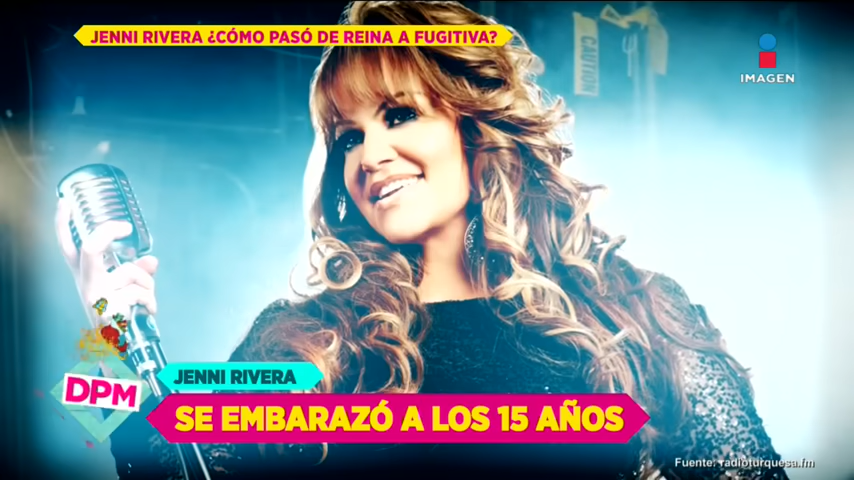 JENNI RIVERA ¿CÓMO PASÓ DE REINA A FUGITIVA?
CAUTION
IMAGEN
JENNI RIVERA
DPM
SE EMBARAZÓ A LOS 15 AÑOS
Fuente: radioturquesa.fm